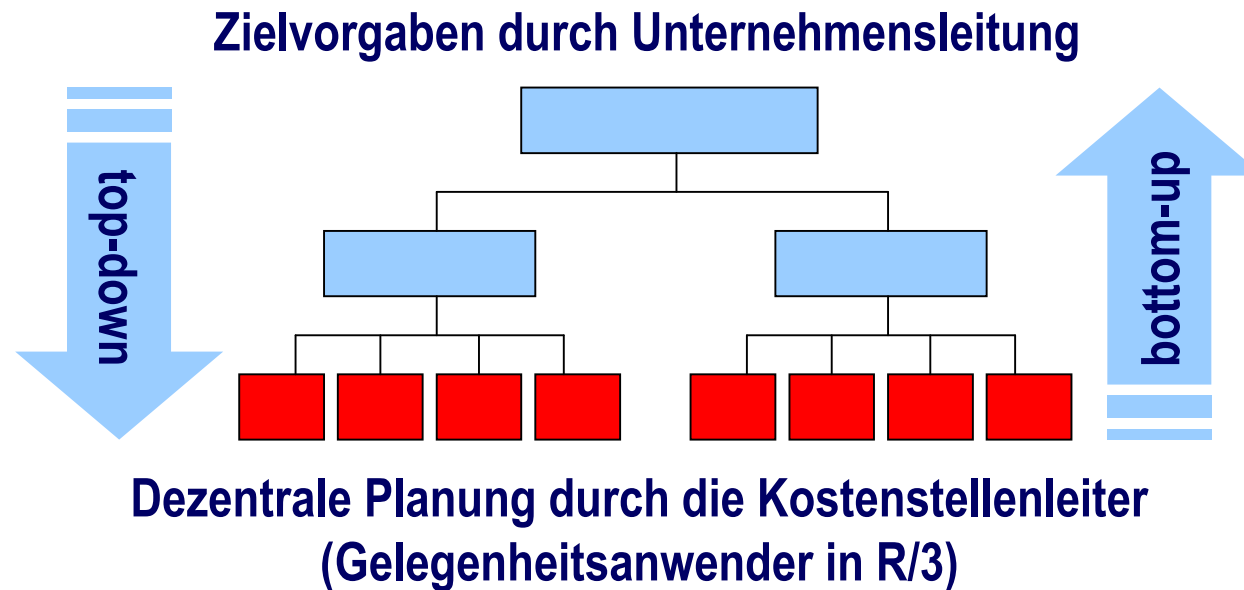 Zielvorgaben durch Unternehmensleitung
top-down
bottom-up
Dezentrale Planung durch die Kostenstellenleiter
(Gelegenheitsanwender in R/3)